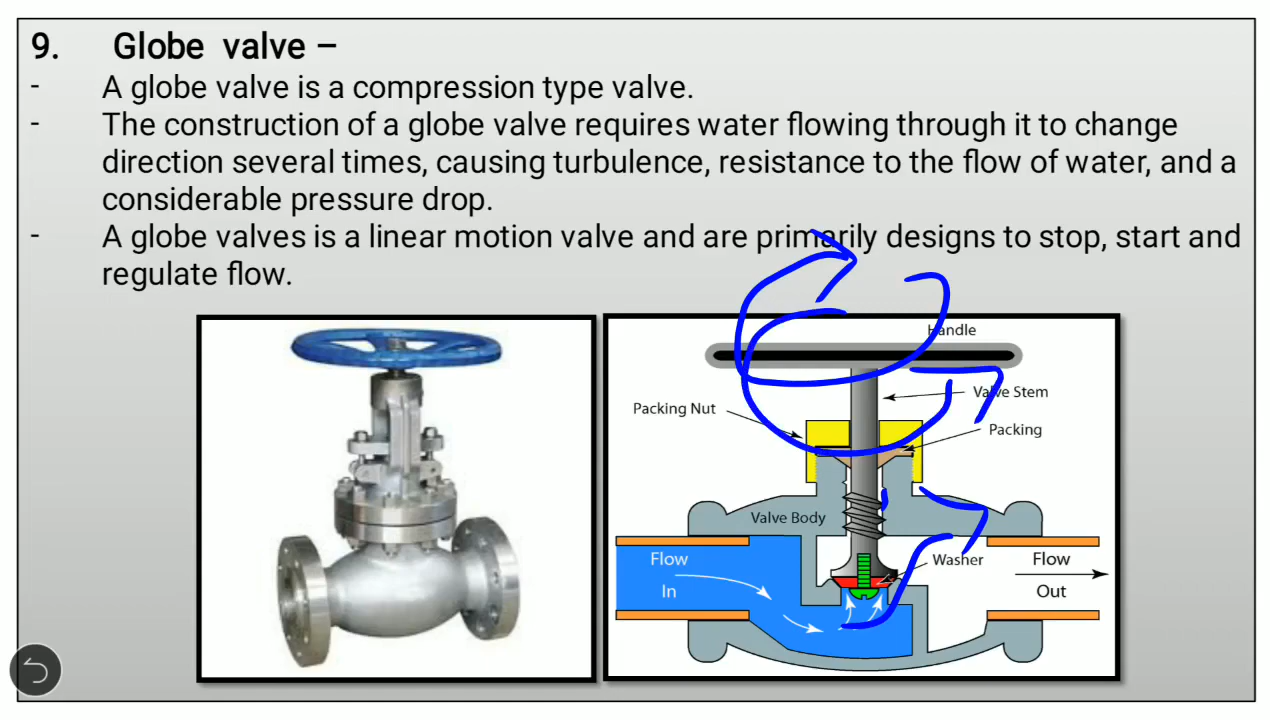 9. Globe valve –
- A globe valve is a compression type valve.
- The construction of a globe valve requires water flowing through it to change
direction several times, causing turbulence, resistance to the flow of water, and a
considerable pressure drop.
- A globe valves is a linear motion valve and are primarily designs to stop, start and
regulate flow.
Handle
Valve Stem
Packing Nut
Packing
Valve Body
Washer
Flow
In
Flow
Out